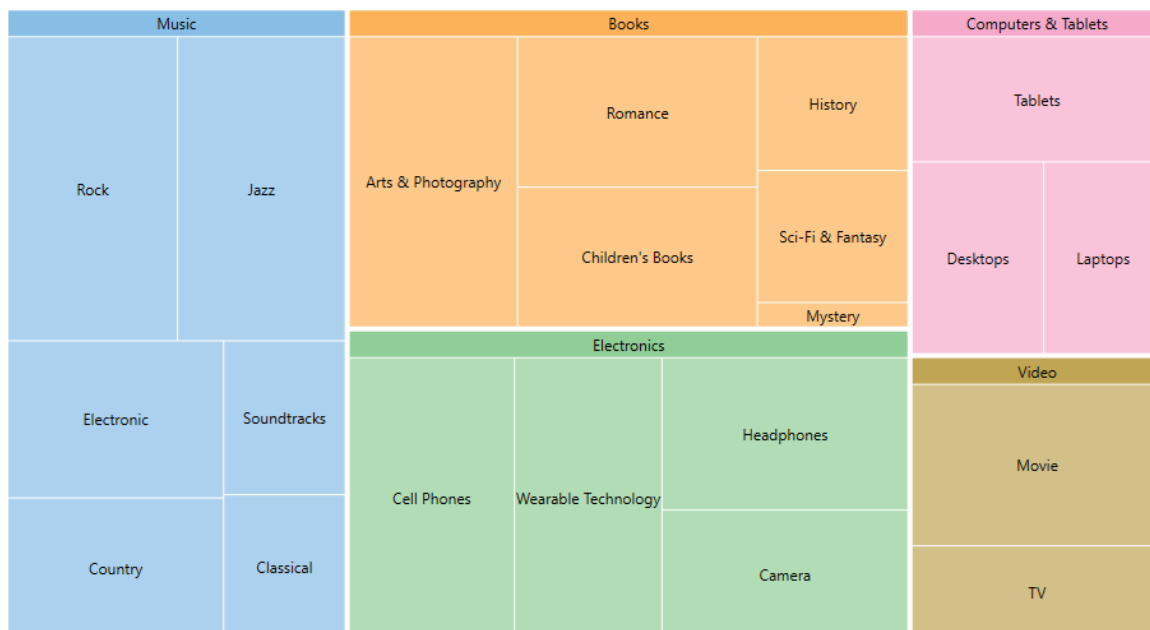 Music
Rock
Jazz
Electronic
Soundtracks
Country
Classical
Books
Arts & Photography
Romance
History
Children's Books
Sci-Fi & Fantasy
Mystery
Electronics
Cell Phones
Wearable Technology
Headphones
Camera
Computers & Tablets
Tablets
Desktops
Laptops
Video
Movie
TV